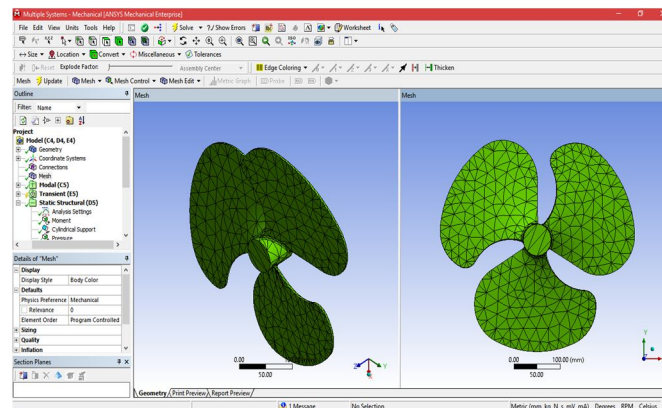 Multiple Systems - Mechanical [ANSYS Mechanical Enterprise]
File Edit View Units Tools Help Solve ?/ Show Errors Worksheet
Size Location Convert Miscellaneous Tolerances
Reset Explode Factor: Assembly Center Edge Coloring Thicken
Mesh Update Mesh Mesh Control Mesh Edit Metric Graph Probe
Outline
Filter: Name
Project
Model (C4, D4, E4)
Geometry
Coordinate Systems
Connections
Mesh
Modal (C5)
Transient (E5)
Static Structural (D5)
Analysis Settings
Moment
Cylindrical Support
Pressure
Details of "Mesh"
Display
Display Style Body Color
Defaults
Physics Preference Mechanical
Relevance 0
Element Order Program Controlled
Sizing
Quality
Inflation
Section Planes
Mesh
0.00
50.00
Z Y
Mesh
0.00 100.00 (mm)
50.00
Y
Z
Geometry Print Preview Report Preview
1 Message No Selection Metric (mm, kg, N, s, mV, mA) Degrees RPM Celsius